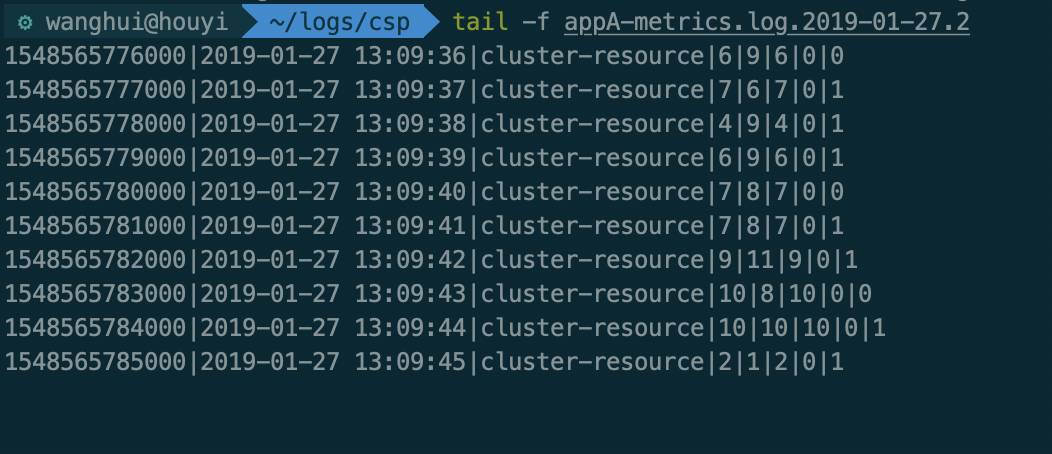 wanghui@houyi ~/logs/csp tail -f appA-metrics.log.2019-01-27.2
1548565776000|2019-01-27 13:09:36|cluster-resource|6|9|6|0|0
1548565777000|2019-01-27 13:09:37|cluster-resource|7|6|7|0|1
1548565778000|2019-01-27 13:09:38|cluster-resource|4|9|4|0|1
1548565779000|2019-01-27 13:09:39|cluster-resource|6|9|6|0|1
1548565780000|2019-01-27 13:09:40|cluster-resource|7|8|7|0|0
1548565781000|2019-01-27 13:09:41|cluster-resource|7|8|7|0|1
1548565782000|2019-01-27 13:09:42|cluster-resource|9|11|9|0|1
1548565783000|2019-01-27 13:09:43|cluster-resource|10|8|10|0|0
1548565784000|2019-01-27 13:09:44|cluster-resource|10|10|10|0|1
1548565785000|2019-01-27 13:09:45|cluster-resource|2|1|2|0|1